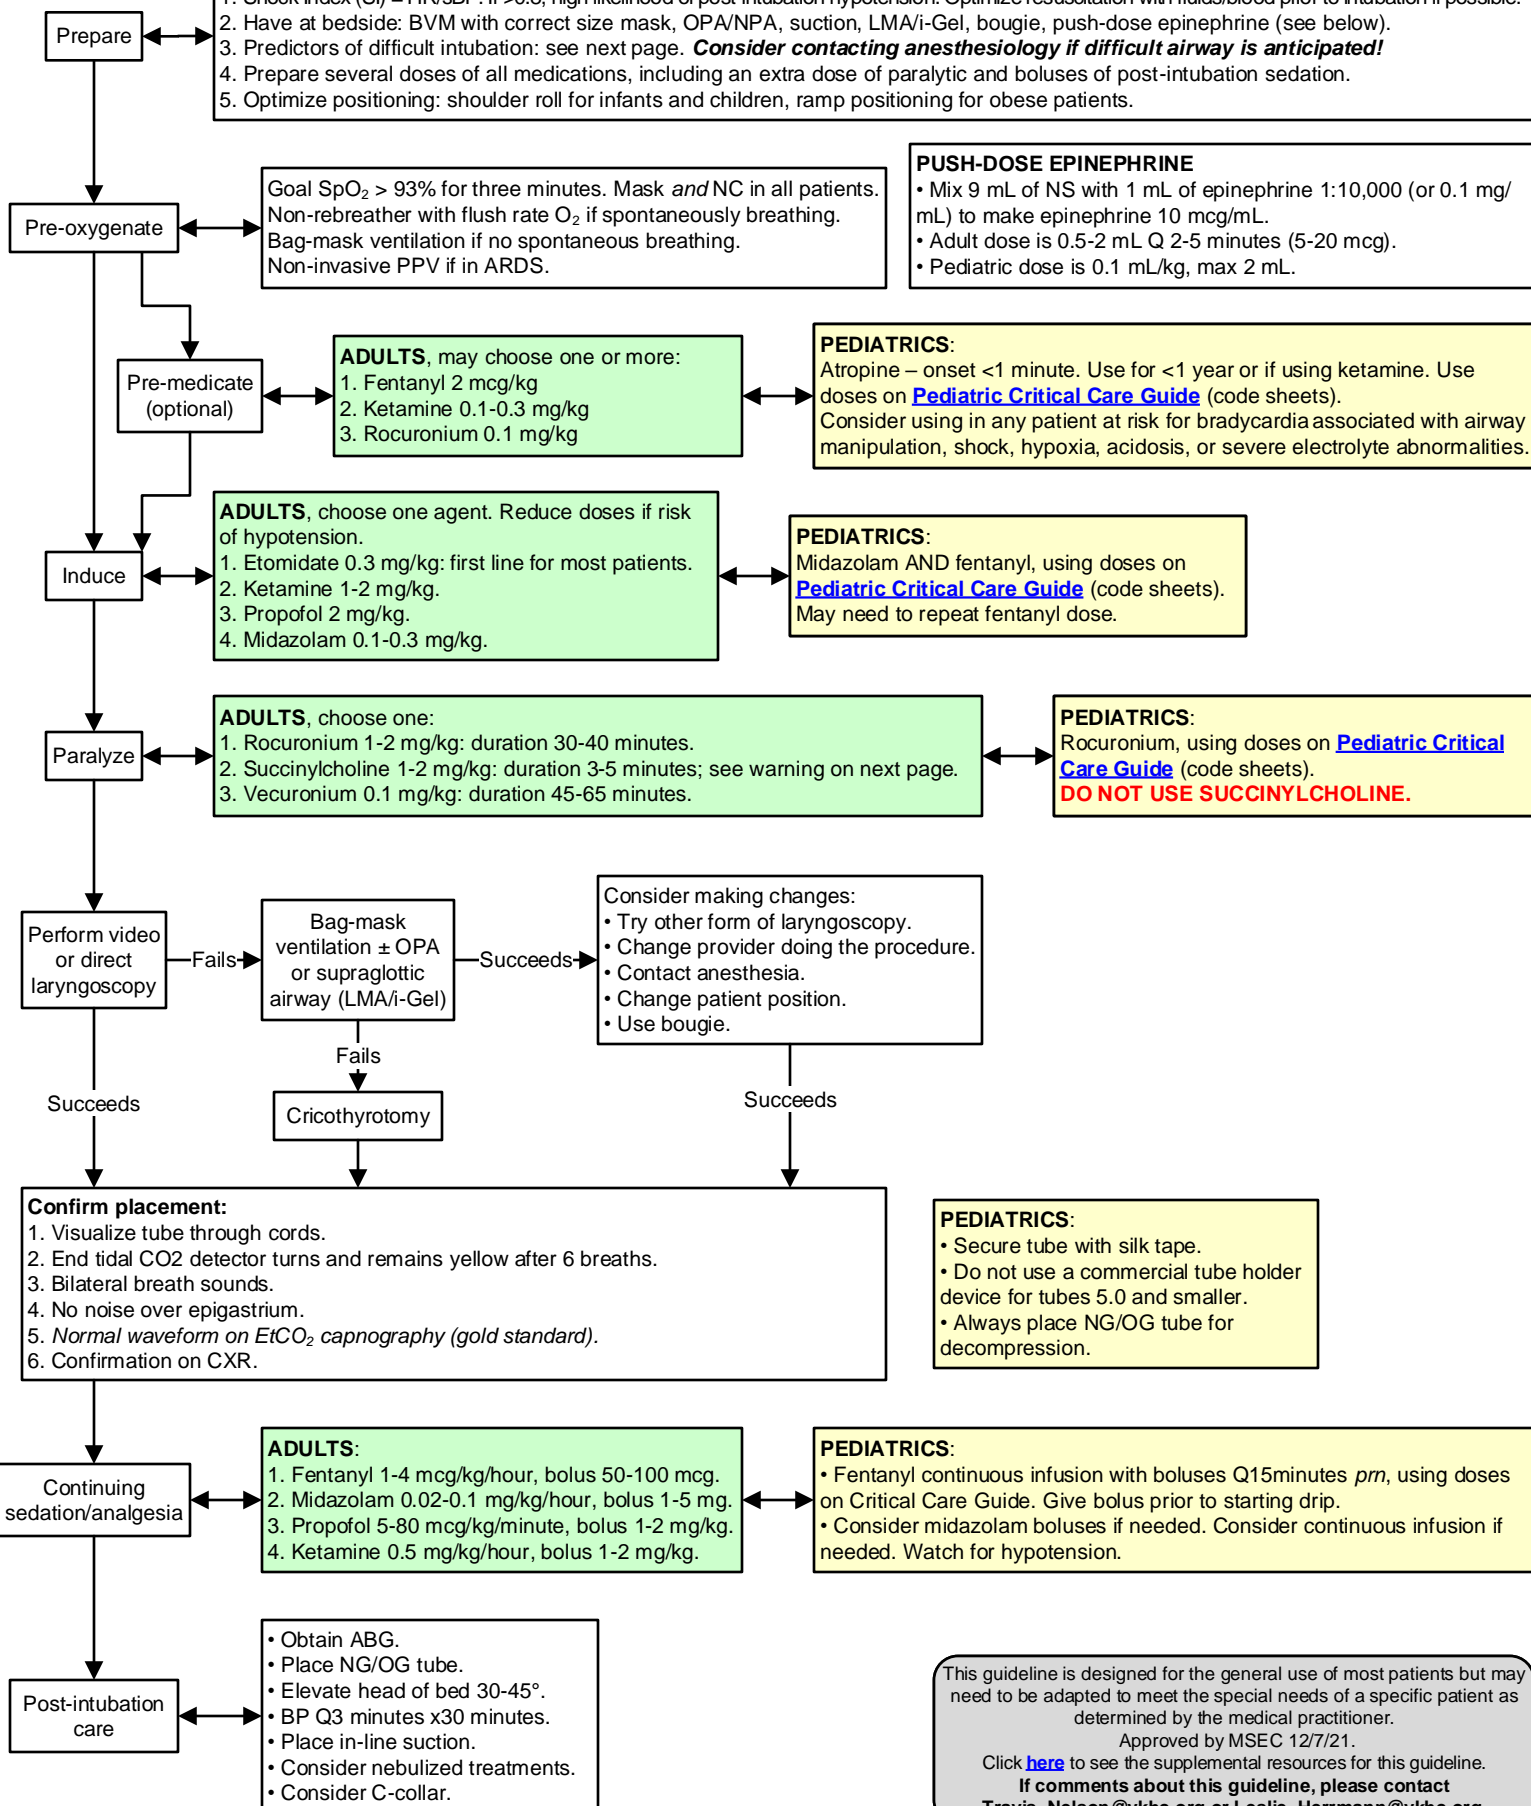 1. Shock Index (SI) = HR/sBP. If >0.8, high likelihood of post-intubation hypotension. Optimize resuscitation with fluids/blood prior to intubation if possible.
Prepare
2. Have at bedside: BVM with correct size mask, OPA/NPA, suction, LMA/i-Gel, bougie, push-dose epinephrine (see below).
3. Predictors of difficult intubation: see next page. Consider contacting anesthesiology if difficult airway is anticipated!
4. Prepare several doses of all medications, including an extra dose of paralytic and boluses of post-intubation sedation.
5. Optimize positioning: shoulder roll for infants and children, ramp positioning for obese patients.
Pre-oxygenate
Goal SpO2 > 93% for three minutes. Mask and NC in all patients.
Non-rebreather with flush rate O2 if spontaneously breathing.
Bag-mask ventilation if no spontaneous breathing.
Non-invasive PPV if in ARDS.
PUSH-DOSE EPINEPHRINE
• Mix 9 mL of NS with 1 mL of epinephrine 1:10,000 (or 0.1 mg/
mL) to make epinephrine 10 mcg/mL.
• Adult dose is 0.5-2 mL Q 2-5 minutes (5-20 mcg).
• Pediatric dose is 0.1 mL/kg, max 2 mL.
Pre-medicate
(optional)
ADULTS, may choose one or more:
1. Fentanyl 2 mcg/kg
2. Ketamine 0.1-0.3 mg/kg
3. Rocuronium 0.1 mg/kg
PEDIATRICS:
Atropine – onset <1 minute. Use for <1 year or if using ketamine. Use
doses on Pediatric Critical Care Guide (code sheets).
Consider using in any patient at risk for bradycardia associated with airway
manipulation, shock, hypoxia, acidosis, or severe electrolyte abnormalities.
Induce
ADULTS, choose one agent. Reduce doses if risk
of hypotension.
1. Etomidate 0.3 mg/kg: first line for most patients.
2. Ketamine 1-2 mg/kg.
3. Propofol 2 mg/kg.
4. Midazolam 0.1-0.3 mg/kg.
PEDIATRICS:
Midazolam AND fentanyl, using doses on
Pediatric Critical Care Guide (code sheets).
May need to repeat fentanyl dose.
Paralyze
ADULTS, choose one:
1. Rocuronium 1-2 mg/kg: duration 30-40 minutes.
2. Succinylcholine 1-2 mg/kg: duration 3-5 minutes; see warning on next page.
3. Vecuronium 0.1 mg/kg: duration 45-65 minutes.
PEDIATRICS:
Rocuronium, using doses on Pediatric Critical
Care Guide (code sheets).
DO NOT USE SUCCINYLCHOLINE.
Perform video
or direct
laryngoscopy
Fails
Bag-mask
ventilation ± OPA
or supraglottic
airway (LMA/i-Gel)
Succeeds
Consider making changes:
• Try other form of laryngoscopy.
• Change provider doing the procedure.
• Contact anesthesia.
• Change patient position.
• Use bougie.
Fails
Succeeds
Cricothyrotomy
Succeeds
Confirm placement:
1. Visualize tube through cords.
2. End tidal CO2 detector turns and remains yellow after 6 breaths.
3. Bilateral breath sounds.
4. No noise over epigastrium.
5. Normal waveform on EtCO2 capnography (gold standard).
6. Confirmation on CXR.
PEDIATRICS:
• Secure tube with silk tape.
• Do not use a commercial tube holder
device for tubes 5.0 and smaller.
• Always place NG/OG tube for
decompression.
Continuing
sedation/analgesia
ADULTS:
1. Fentanyl 1-4 mcg/kg/hour, bolus 50-100 mcg.
2. Midazolam 0.02-0.1 mg/kg/hour, bolus 1-5 mg.
3. Propofol 5-80 mcg/kg/minute, bolus 1-2 mg/kg.
4. Ketamine 0.5 mg/kg/hour, bolus 1-2 mg/kg.
PEDIATRICS:
• Fentanyl continuous infusion with boluses Q15minutes prn, using doses
on Critical Care Guide. Give bolus prior to starting drip.
• Consider midazolam boluses if needed. Consider continuous infusion if
needed. Watch for hypotension.
Post-intubation
care
• Obtain ABG.
• Place NG/OG tube.
• Elevate head of bed 30-45°.
• BP Q3 minutes x30 minutes.
• Place in-line suction.
• Consider nebulized treatments.
• Consider C-collar.
This guideline is designed for the general use of most patients but may
need to be adapted to meet the special needs of a specific patient as
determined by the medical practitioner.
Approved by MSEC 12/7/21.
Click here to see the supplemental resources for this guideline.
If comments about this guideline, please contact
Travis_Nelson@ykhc.org or Leslie_Herrmann@ykhc.org